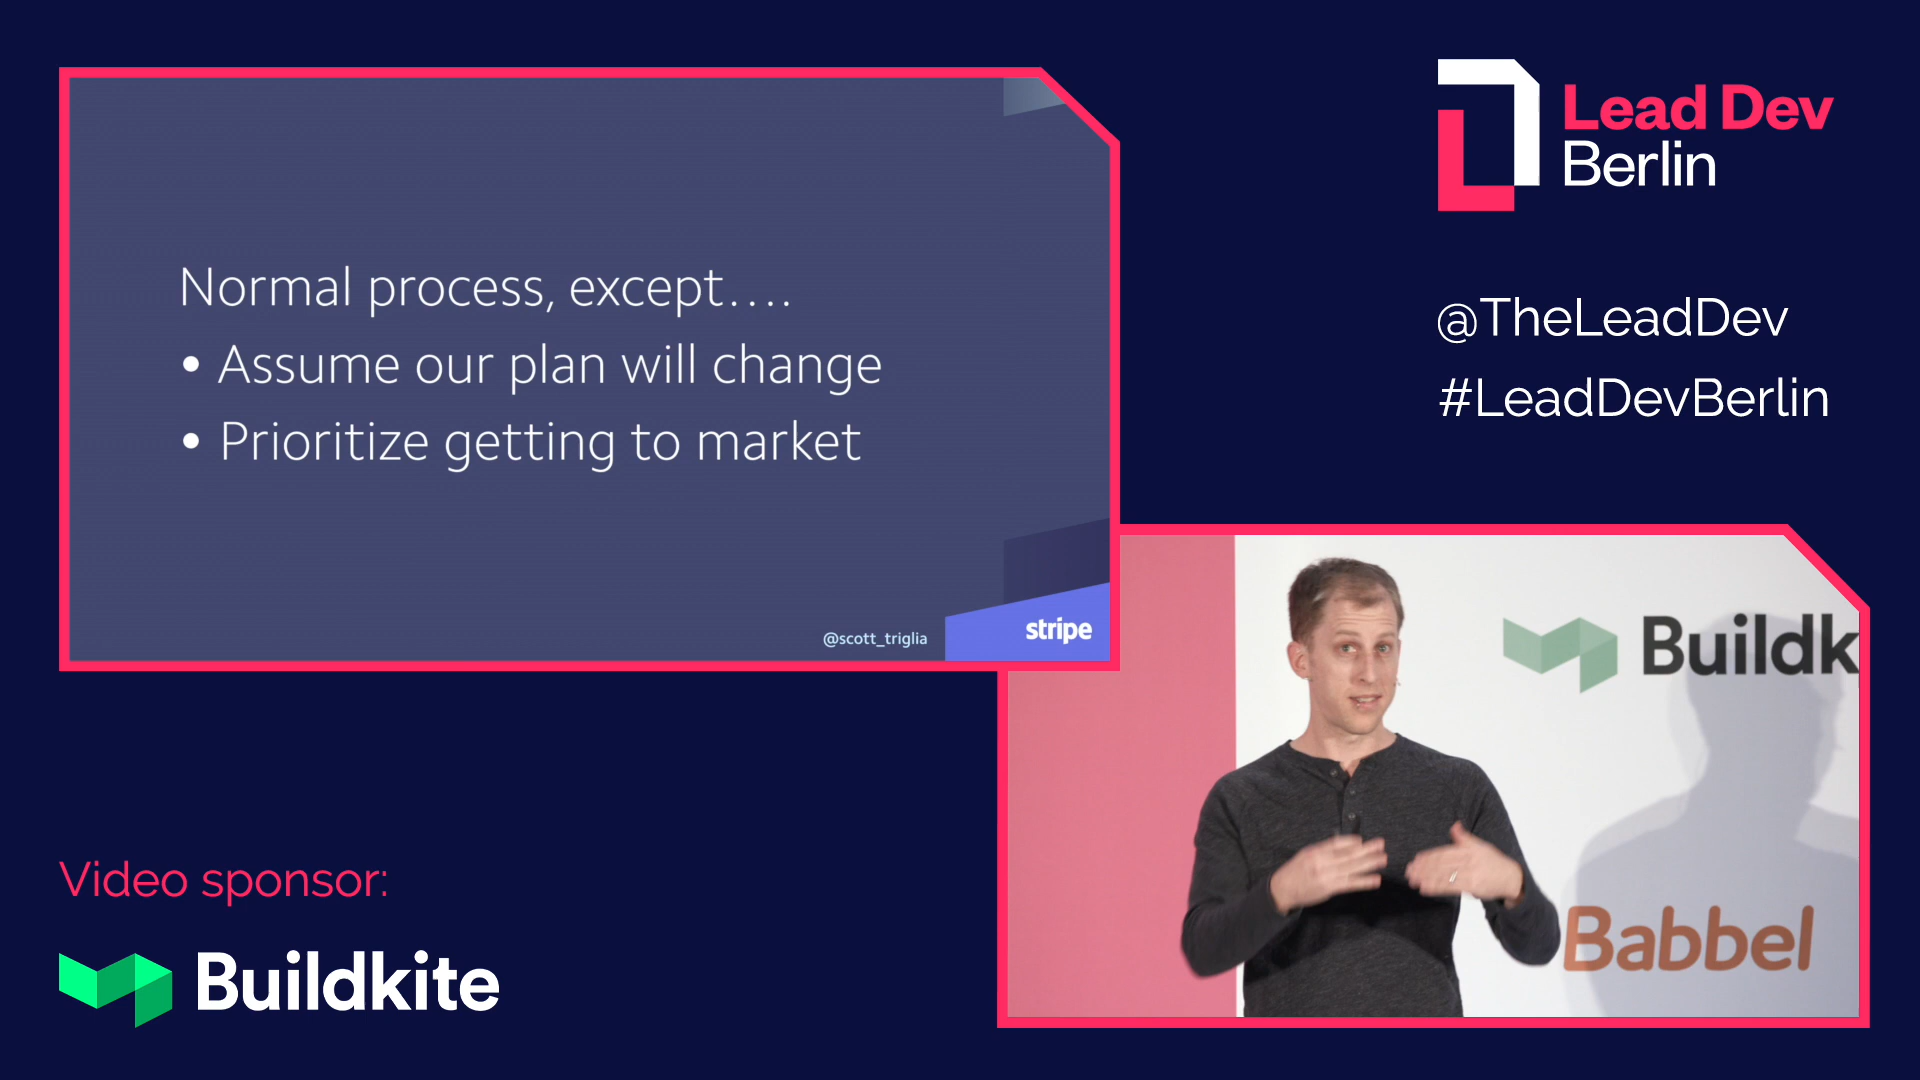 Normal process, except....
• Assume our plan will change
• Prioritize getting to market
@scott_triglia
stripe
Lead Dev
Berlin
@TheLeadDev
#LeadDevBerlin
Buildk
Babbel
Video sponsor:
Buildkite